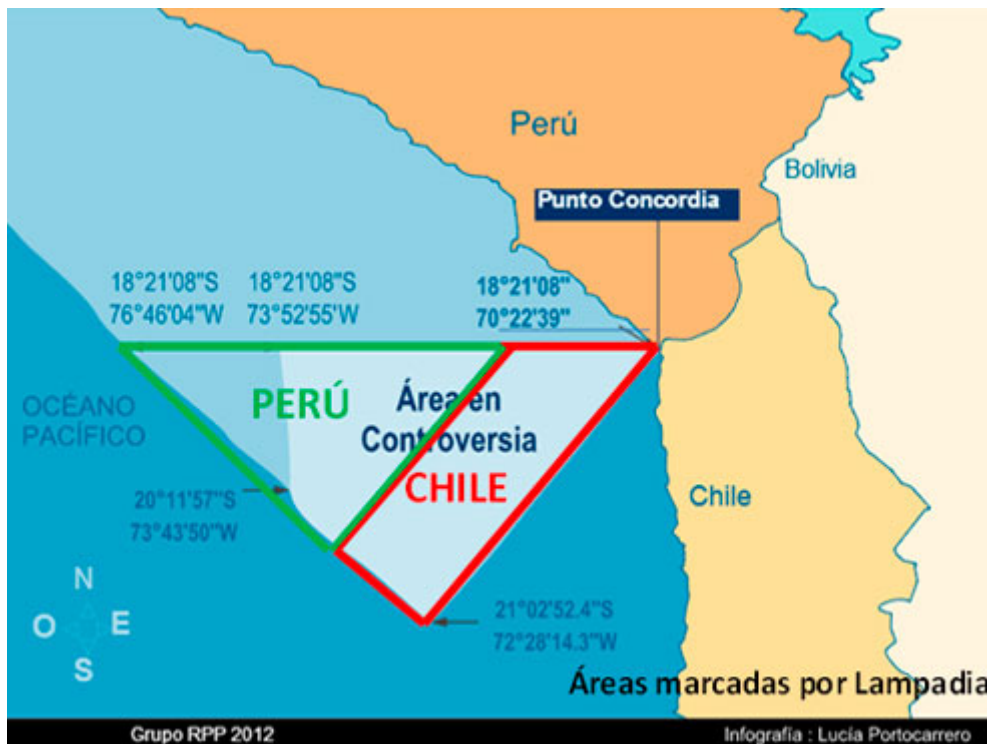 Perú
Bolivia
Punto Concordia
18°21'08"S
76°46'04"W
18°21'08"S
73°52'55'W
18°21'08"
70°22'39"
OCÉANO
PACÍFICO
PERÚ
Área en
Controversia
CHILE
Chile
20°11'57"S
73°43'50"W
N
O E
S
21°02'52.4"S
72°28'14.3"W
Áreas marcadas por Lampadia
Grupo RPP 2012
Infografía : Lucía Portocarrero